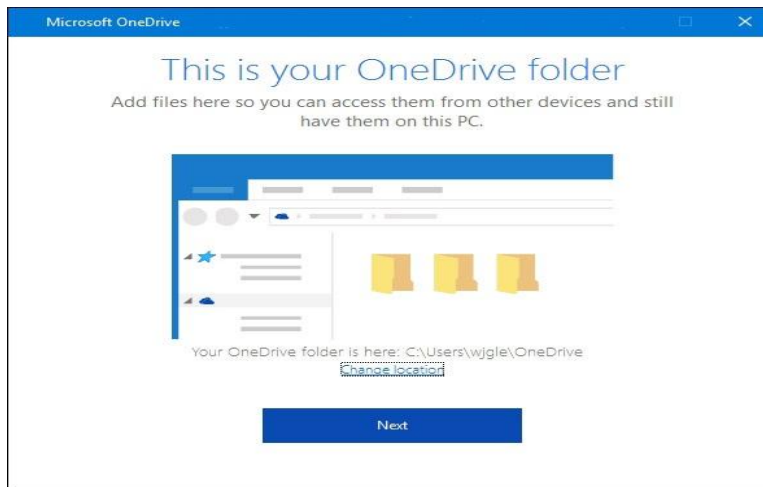 Microsoft OneDrive
This is your OneDrive folder
Add files here so you can access them from other devices and still
have them on this PC.
Your OneDrive folder is here: C:\Users\wjgle\OneDrive
Change location
Next